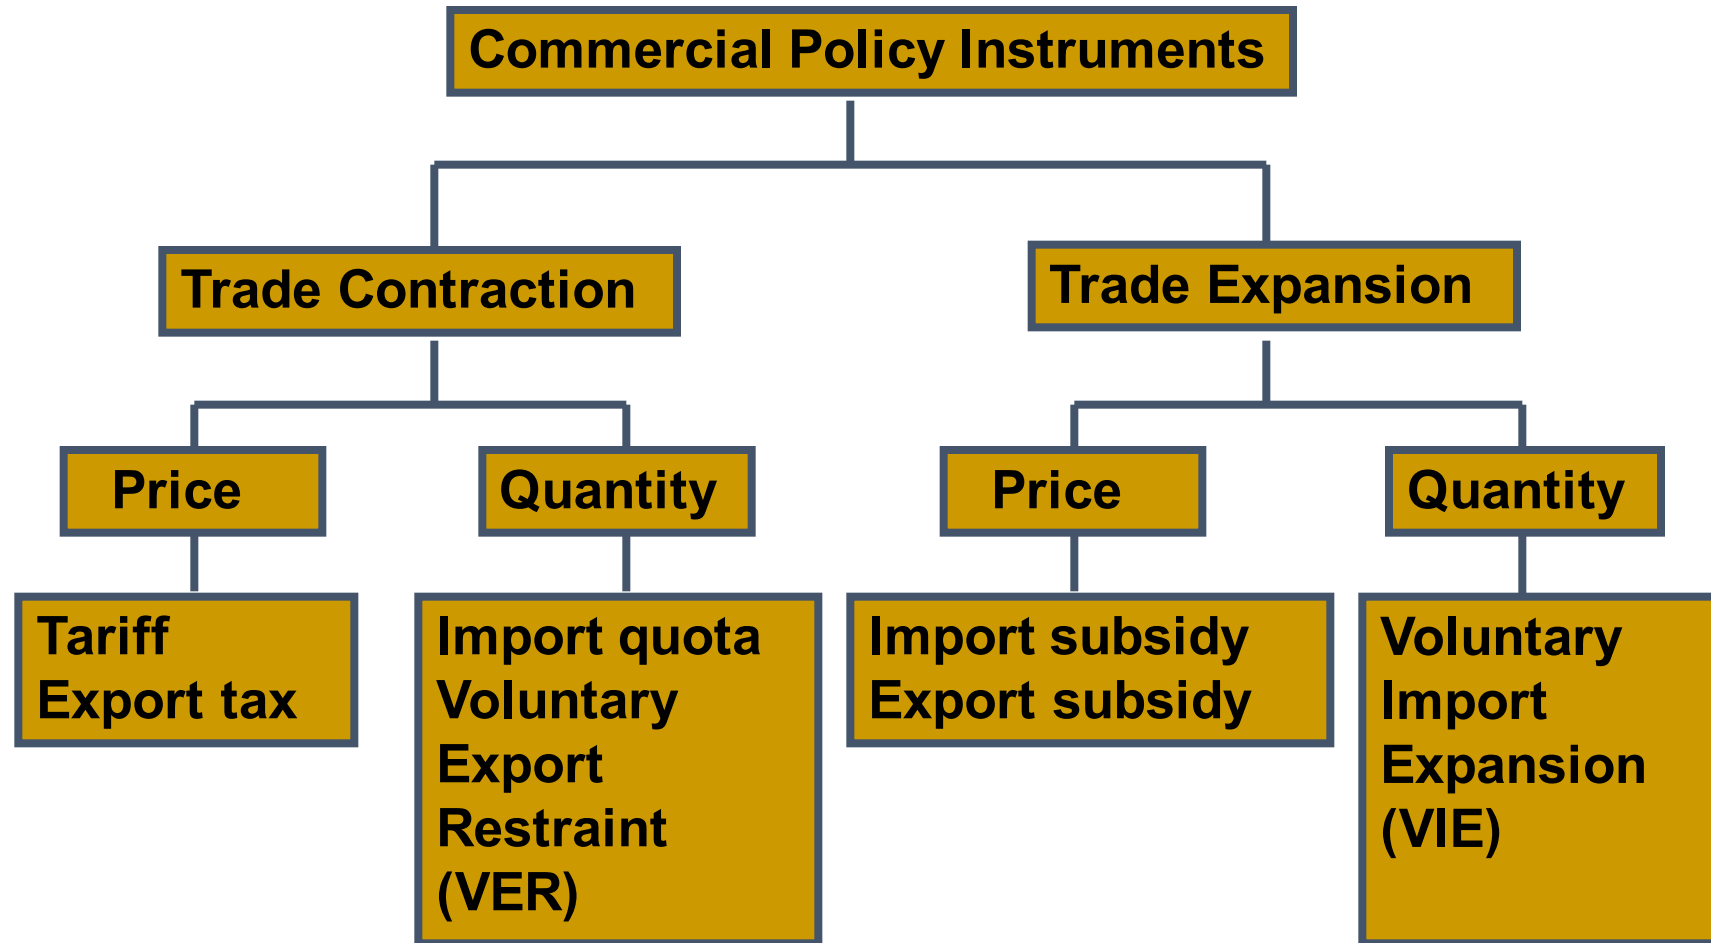 Commercial Policy Instruments
Trade Contraction
Trade Expansion
Price
Quantity
Price
Quantity
Tariff
Export tax
Import quota
Voluntary
Export
Restraint
(VER)
Import subsidy
Export subsidy
Voluntary
Import
Expansion
(VIE)